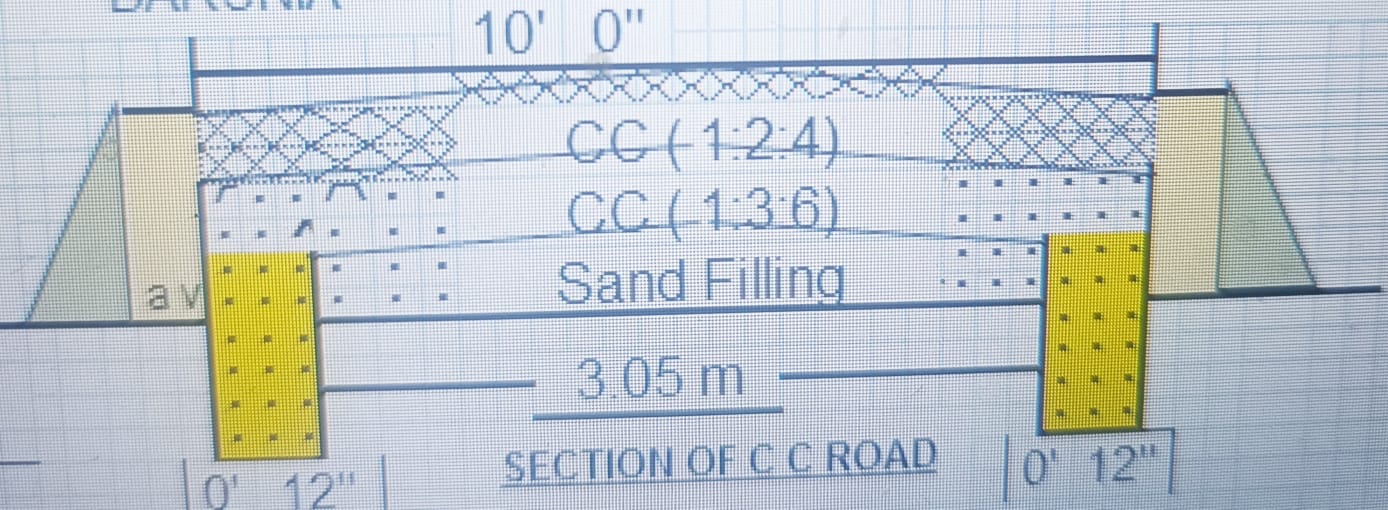 10' 0"
CC ( 1:2:4)
CC ( 1:3:6)
Sand Filling
3.05 m
SECTION OF C C ROAD
0' 12"
0' 12"